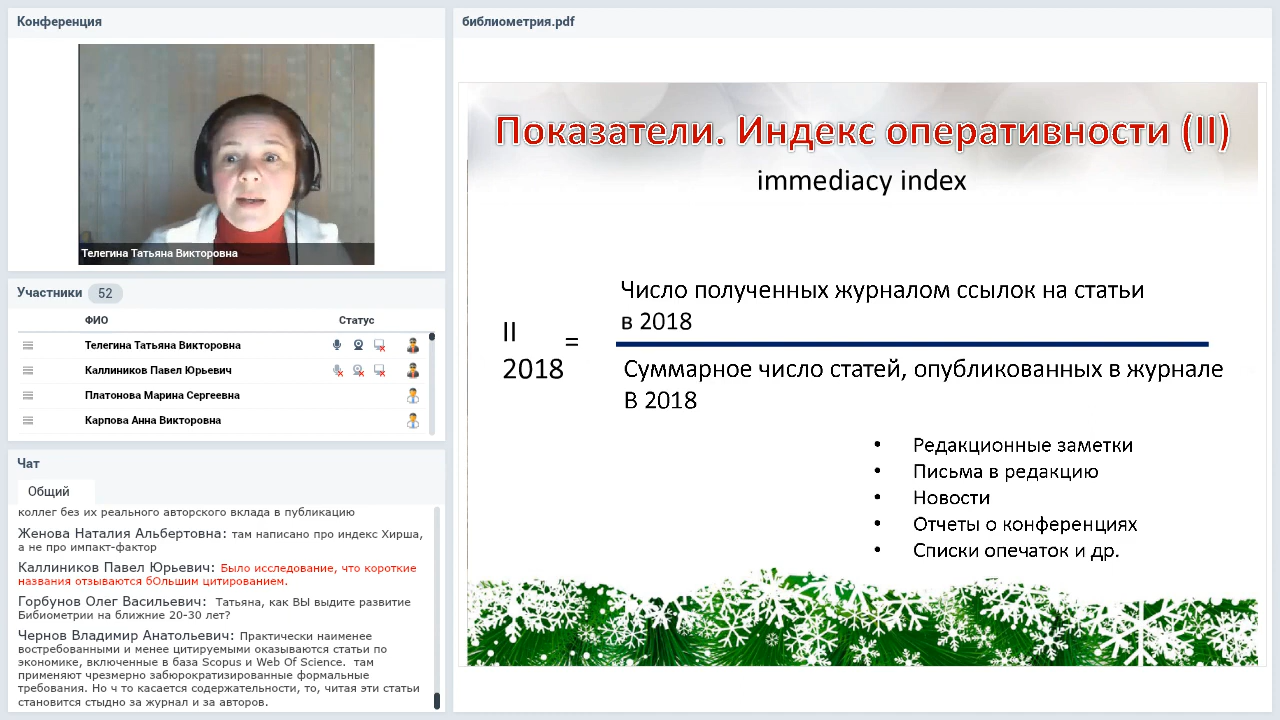 Конференция
Телегина Татьяна Викторовна
Участники 52
ФИО Статус
Телегина Татьяна Викторовна
Каллиников Павел Юрьевич
Платонова Марина Сергеевна
Карпова Анна Викторовна
Чат
Общий
коллег без их реального авторского вклада в публикацию
Женова Наталия Альбертовна: там написано про индекс Хирша,
а не про импакт-фактор
Каллиников Павел Юрьевич: Было исследование, что короткие
названия отзываются бОльшим цитированием.
Горбунов Олег Васильевич: Татьяна, как ВЫ выдите развитие
Бибиометрии на ближние 20-30 лет?
Чернов Владимир Анатольевич: Практически наименее
востребованными и менее цитируемыми оказываются статьи по
экономике, включенные в база Scopus и Web Of Science. там
применяют чрезмерно забюрократизированные формальные
требования. Но ч то касается содержательности, то, читая эти статьи
становится стыдно за журнал и за авторов.
библиометрия.pdf
Показатели. Индекс оперативности (II)
immediacy index
II
2018
=
Число полученных журналом ссылок на статьи
в 2018
Суммарное число статей, опубликованных в журнале
В 2018
• Редакционные заметки
• Письма в редакцию
• Новости
• Отчеты о конференциях
• Списки опечаток и др.